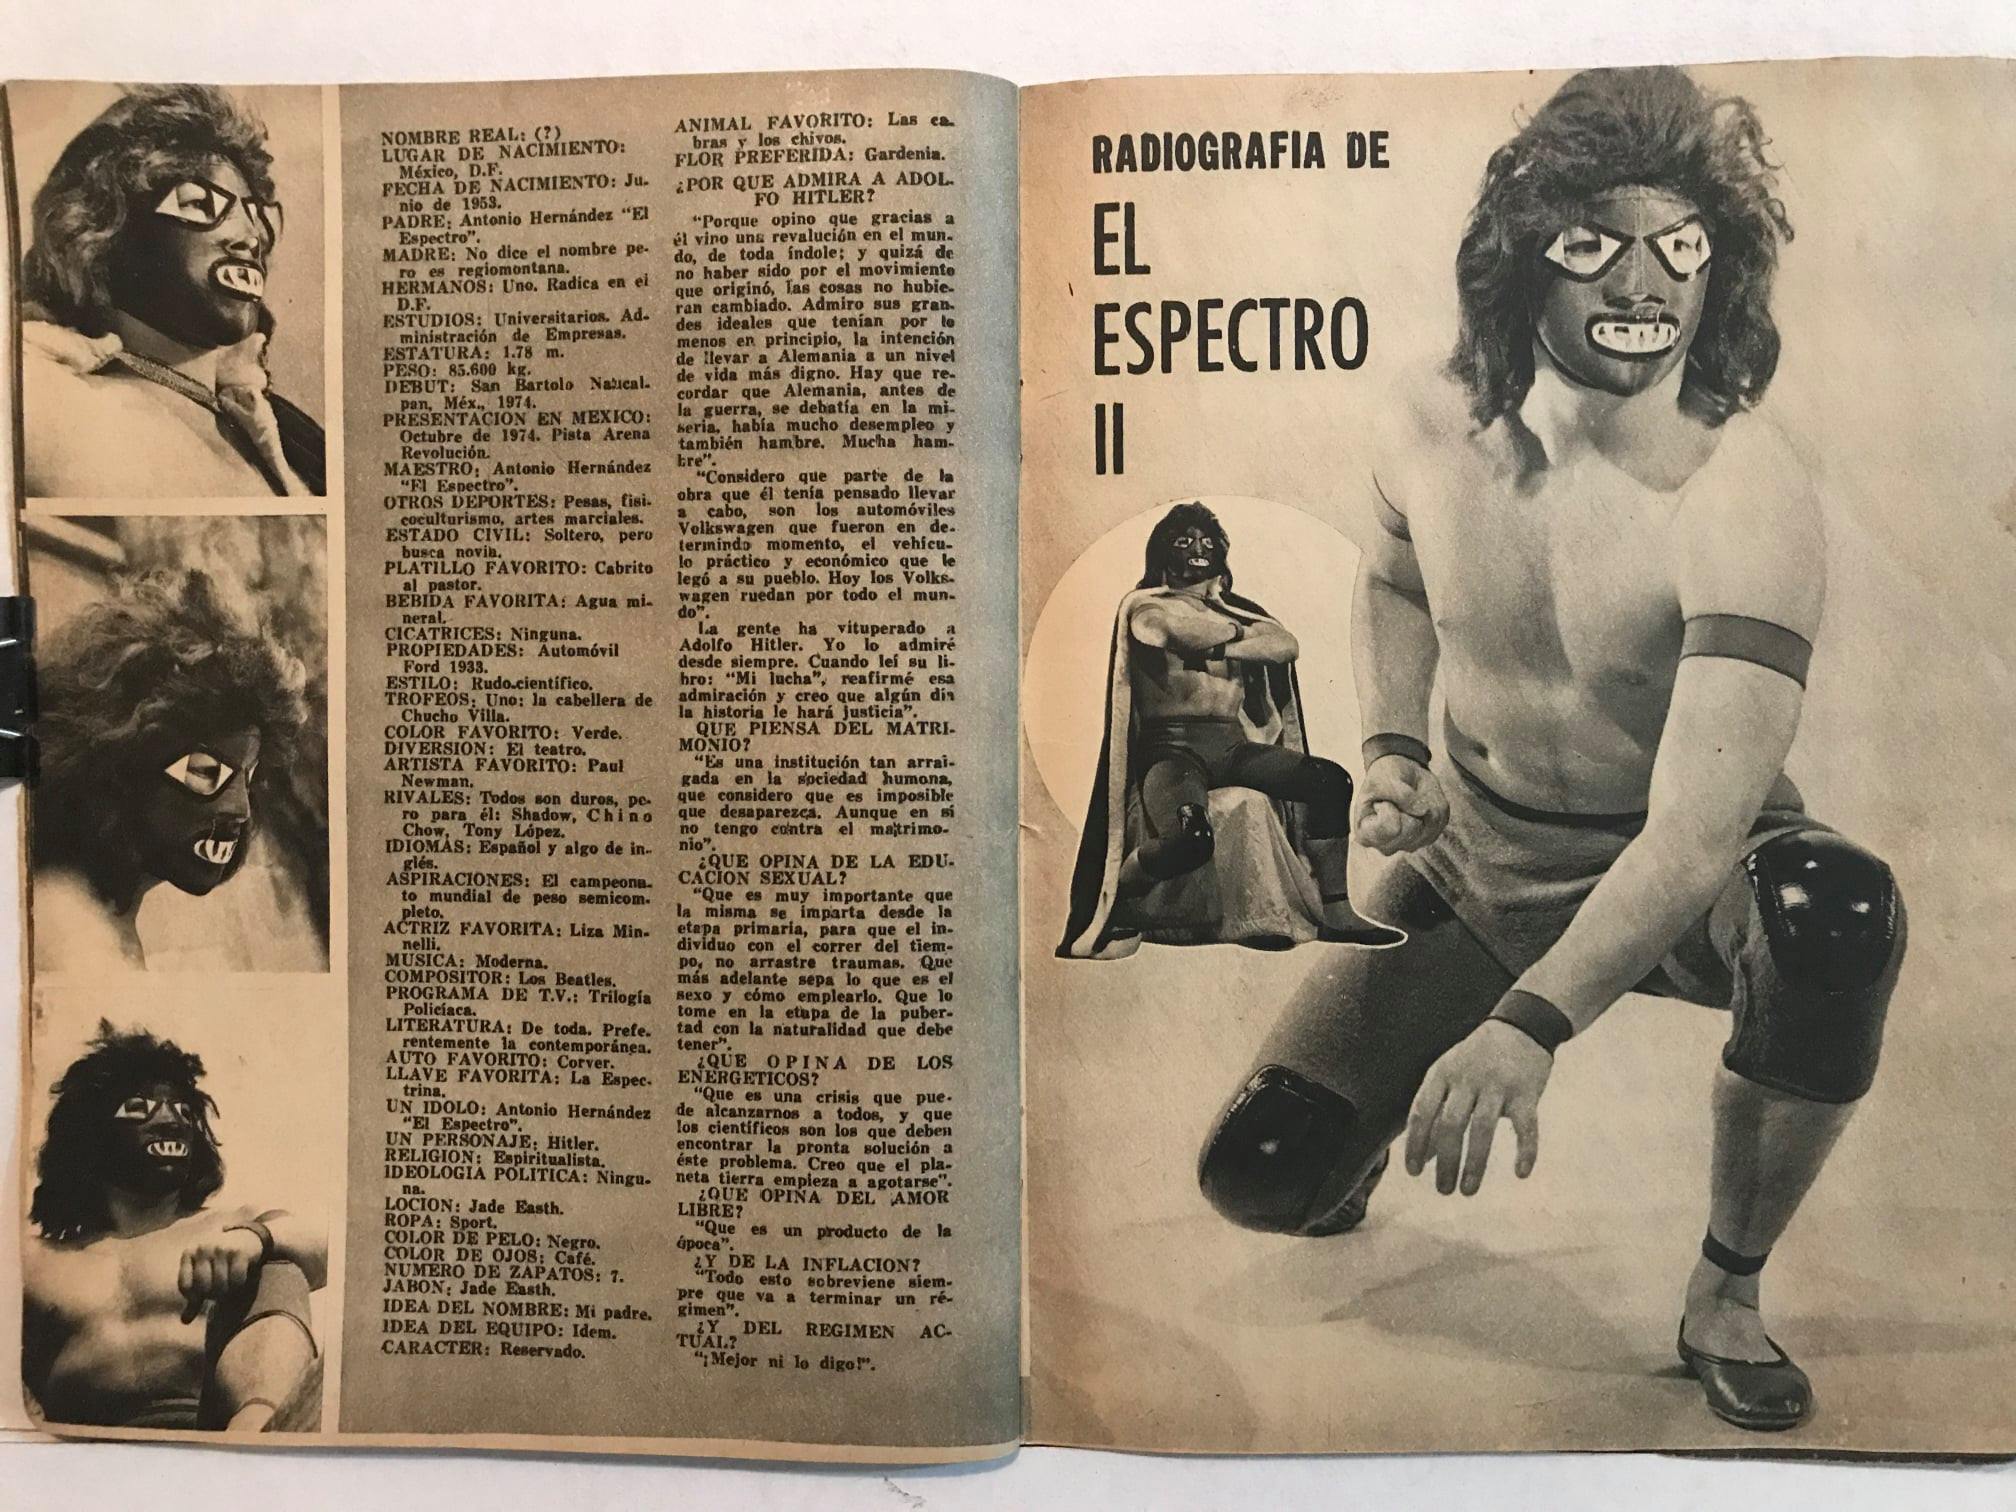 NOMBRE REAL: (?)
LUGAR DE NACIMIENTO:
México, D.F.
FECHA DE NACIMIENTO: Ju-
nio de 1953.
PADRE: Antonio Hernández "El
Espectro".
MADRE: No dice el nombre pe-
ro es regiomontana.
HERMANOS: Uno. Radica en el
D.F.
ESTUDIOS: Universitarios. Ad-
ministración de Empresas.
ESTATURA: 1.78 m.
PESO: 85.600 kg.
DEBUT: San Bartolo Naucal-
pan, Méx., 1974.
PRESENTACION EN MEXICO:
Octubre de 1974. Pista Arena
Revolución.
MAESTRO: Antonio Hernández
"El Espectro".
OTROS DEPORTES: Pesas, fisi-
coculturismo, artes marciales.
ESTADO CIVIL: Soltero, pero
busca novia.
PLATILLO FAVORITO: Cabrito
al pastor.
BEBIDA FAVORITA: Agua mi-
neral.
CICATRICES: Ninguna.
PROPIEDADES: Automóvil
Ford 1933.
ESTILO: Rudo-científico.
TROFEOS: Uno: la cabellera de
Chucho Villa.
COLOR FAVORITO: Verde.
DIVERSION: El teatro.
ARTISTA FAVORITO: Paul
Newman.
RIVALES: Todos son duros, pe-
ro para él: Shadow, Chino
Chow, Tony López.
IDIOMAS: Español y algo de in-
glés.
ASPIRACIONES: El campeona-
to mundial de peso semicom-
pleto.
ACTRIZ FAVORITA: Liza Min-
nelli.
MUSICA: Moderna.
COMPOSITOR: Los Beatles.
PROGRAMA DE T.V.: Trilogía
Policíaca.
LITERATURA: De toda. Prefe-
rentemente la contemporánea.
AUTO FAVORITO: Corver.
LLAVE FAVORITA: La Espec-
trina.
UN IDOLO: Antonio Hernández
"El Espectro".
UN PERSONAJE: Hitler.
RELIGION: Espiritualista.
IDEOLOGIA POLITICA: Ningu-
na.
LOCION: Jade Easth.
ROPA: Sport.
COLOR DE PELO: Negro.
COLOR DE OJOS: Café.
NUMERO DE ZAPATOS: 7.
JABON: Jade Easth.
IDEA DEL NOMBRE: Mi padre.
IDEA DEL EQUIPO: Idem.
CARACTER: Reservado.
ANIMAL FAVORITO: Las ca-
bras y los chivos.
FLOR PREFERIDA: Gardenia.
¿POR QUE ADMIRA A ADOL-
FO HITLER?
"Porque opino que gracias a
él vino una revalución en el mun-
do, de toda índole; y quizá de
no haber sido por el movimiento
que originó, las cosas no hubie-
ran cambiado. Admiro sus gran-
des ideales que tenían por lo
menos en principio, la intención
de llevar a Alemania a un nivel
de vida más digno. Hay que re-
cordar que Alemania, antes de
la guerra, se debatía en la mi-
seria, había mucho desempleo y
también hambre. Mucha ham-
bre".
"Considero que parte de la
obra que él tenía pensado llevar
a cabo, son los automóviles
Volkswagen que fueron en de-
termindo momento, el vehícu-
lo práctico y económico que le
legó a su pueblo. Hoy los Volks-
wagen ruedan por todo el mun-
do".
La gente ha vituperado a
Adolfo Hitler. Yo lo admiré
desde siempre. Cuando leí su li-
bro: "Mi lucha", reafirmé esa
admiración y creo que algún día
la historia le hará justicia".
QUE PIENSA DEL MATRI-
MONIO?
"Es una institución tan arrai-
gada en la sociedad humona,
que considero que es imposible
que desaparezca. Aunque en sí
no tengo contra el matrimo-
nio".
¿QUE OPINA DE LA EDU-
CACION SEXUAL?
"Que es muy importante que
la misma se imparta desde la
etapa primaria, para que el in-
dividuo con el correr del tiem-
po, no arrastre traumas. Que
más adelante sepa lo que es el
sexo y cómo emplearlo. Que lo
tome en la etapa de la puber-
tad con la naturalidad que debe
tener".
¿QUE OPINA DE LOS
ENERGETICOS?
"Que es una crisis que pue-
de alcanzarnos a todos, y que
los científicos son los que deben
encontrar la pronta solución a
éste problema. Creo que el pla-
neta tierra empieza a agotarse".
¿QUE OPINA DEL AMOR
LIBRE?
"Que es un producto de la
época".
¿Y DE LA INFLACION?
"Todo esto sobreviene siem-
pre que va a terminar un ré-
gimen".
¿Y DEL REGIMEN AC-
TUAL?
"¡Mejor ni lo digo!".
RADIOGRAFIA DE
EL
ESPECTRO
II